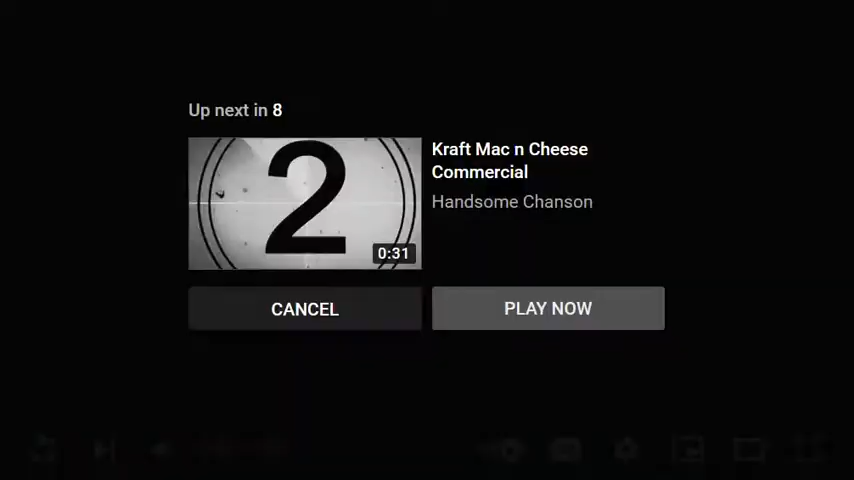 Up next in 8
2
0:31
Kraft Mac n Cheese
Commercial
Handsome Chanson
CANCEL
PLAY NOW